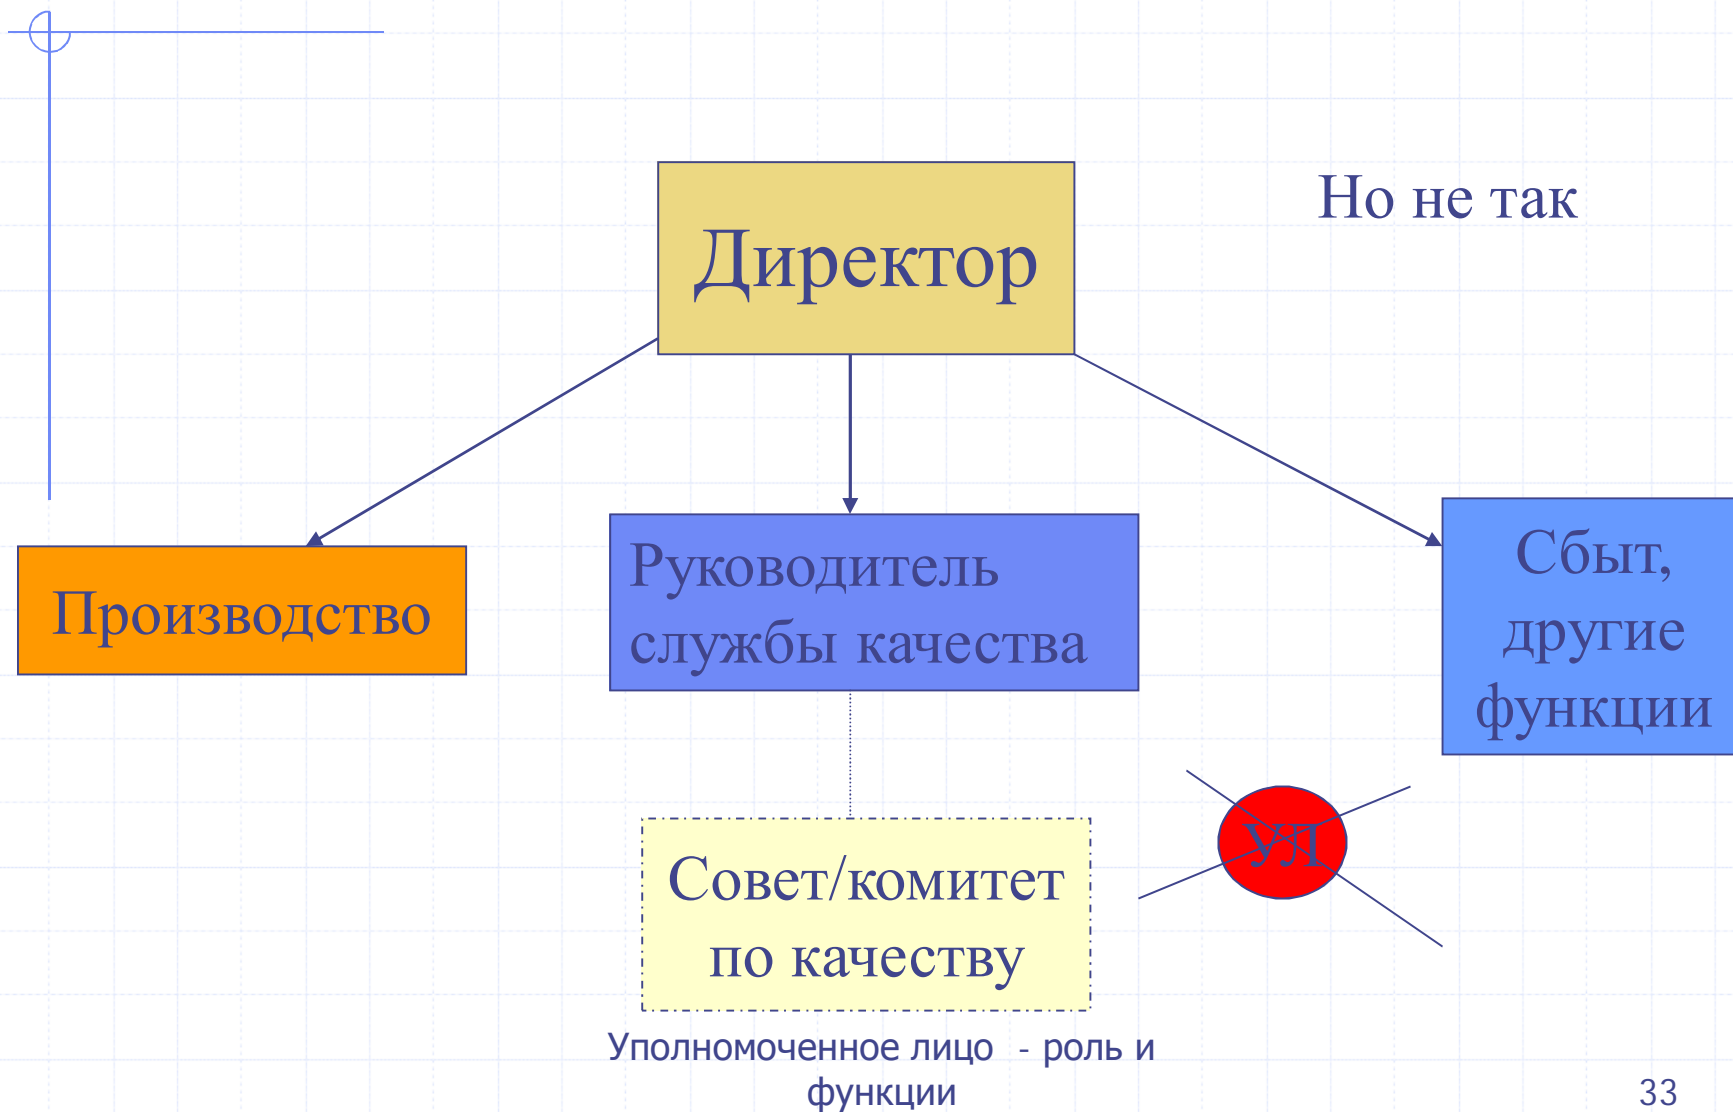 Но не так
Директор
Производство
Руководитель
службы качества
Сбыт,
другие
функции
УЛ
Совет/комитет
по качеству
Уполномоченное лицо - роль и
функции
33